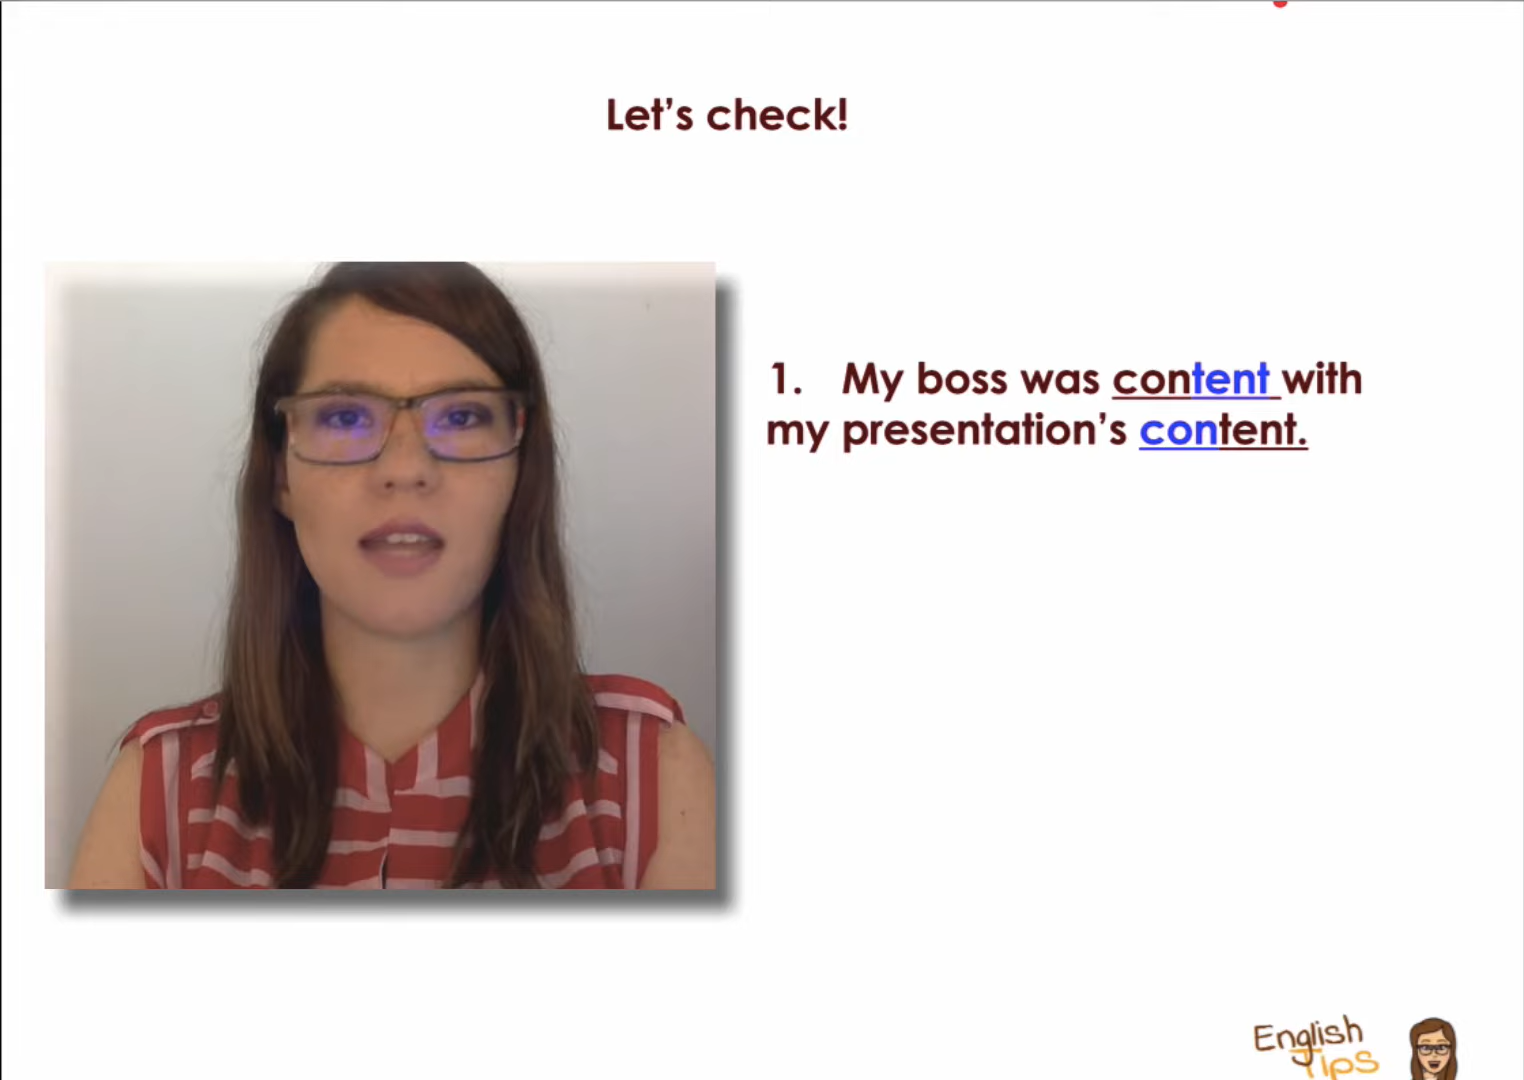 Let’s check!
1. My boss was content with
my presentation’s content.
English
Tips